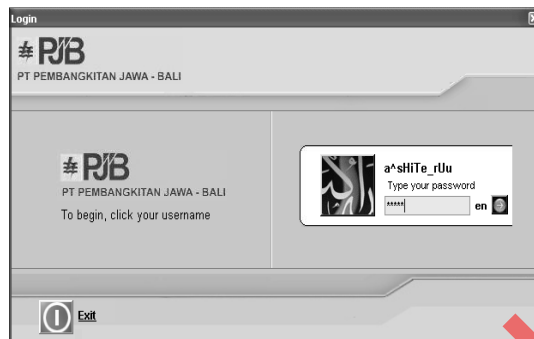 Login
PJB
PT PEMBANGKITAN JAWA - BALI
PJB
PT PEMBANGKITAN JAWA - BALI
To begin, click your username
a^sHiTe_rUu
Type your password
*****
en
Exit